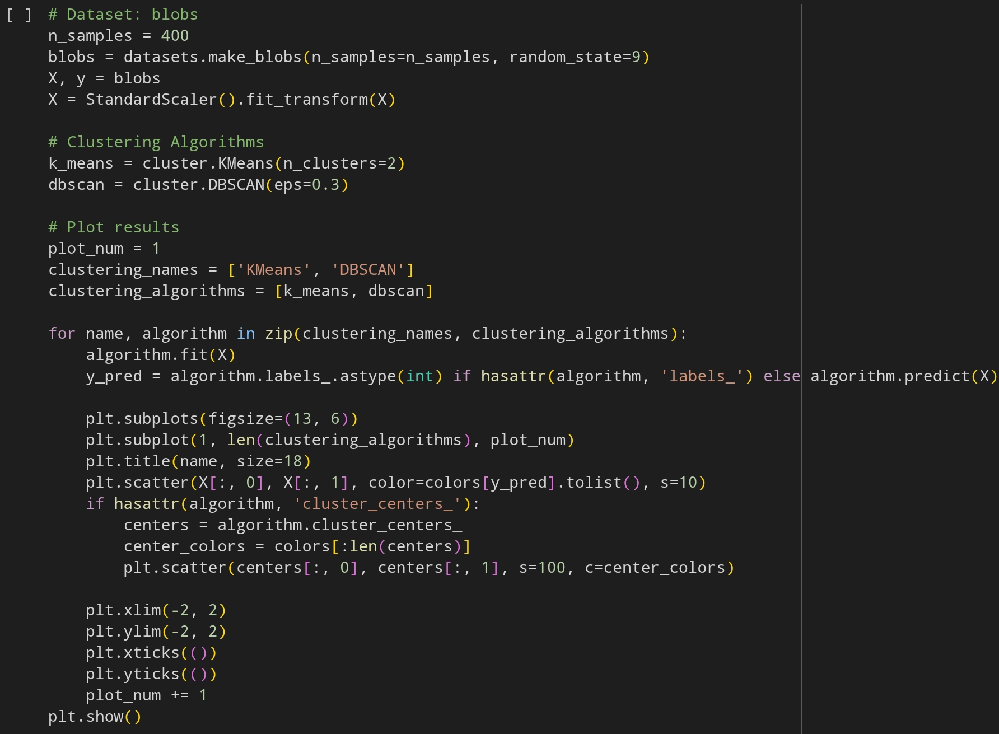 [ ] # Dataset: blobs
n_samples = 400
blobs = datasets.make_blobs(n_samples=n_samples, random_state=9)
X, y = blobs
X = StandardScaler().fit_transform(X)

# Clustering Algorithms
k_means = cluster.KMeans(n_clusters=2)
dbscan = cluster.DBSCAN(eps=0.3)

# Plot results
plot_num = 1
clustering_names = ['KMeans', 'DBSCAN']
clustering_algorithms = [k_means, dbscan]

for name, algorithm in zip(clustering_names, clustering_algorithms):
    algorithm.fit(X)
    y_pred = algorithm.labels_.astype(int) if hasattr(algorithm, 'labels_') else algorithm.predict(X)

    plt.subplots(figsize=(13, 6))
    plt.subplot(1, len(clustering_algorithms), plot_num)
    plt.title(name, size=18)
    plt.scatter(X[:, 0], X[:, 1], color=colors[y_pred].tolist(), s=10)
    if hasattr(algorithm, 'cluster_centers_'):
        centers = algorithm.cluster_centers_
        center_colors = colors[:len(centers)]
        plt.scatter(centers[:, 0], centers[:, 1], s=100, c=center_colors)

    plt.xlim(-2, 2)
    plt.ylim(-2, 2)
    plt.xticks(())
    plt.yticks(())
    plot_num += 1
plt.show()